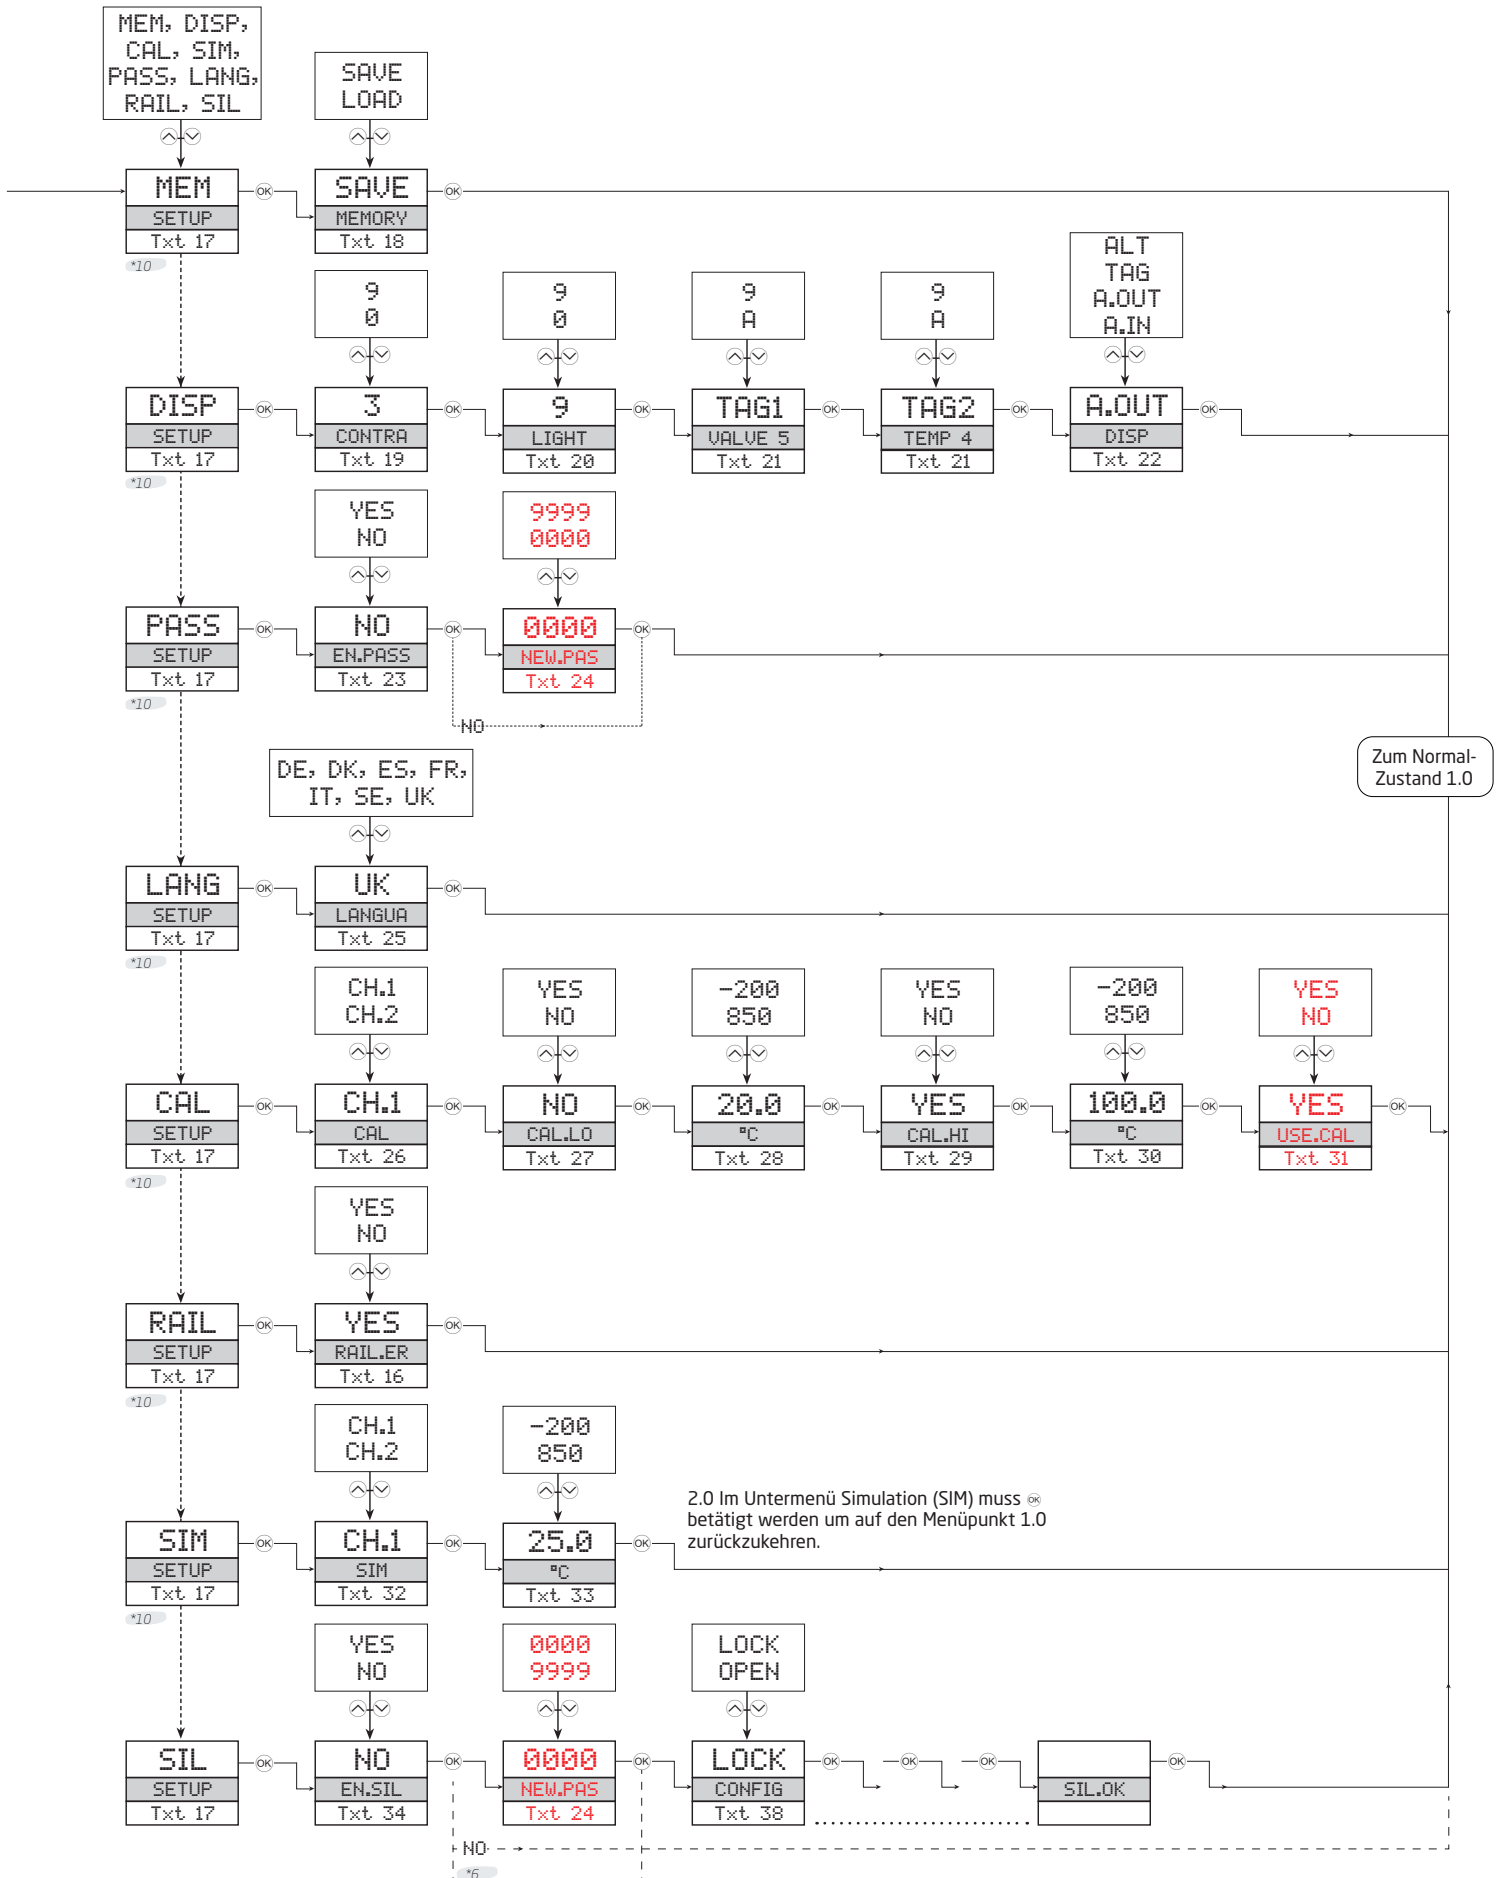 MEM, DISP,
CAL, SIM,
PASS, LANG,
RAIL, SIL
SAVE
LOAD
MEM
SETUP
Txt 17
*10
OK
SAVE
MEMORY
Txt 18
OK
9
0
9
0
9
A
9
A
ALT
TAG
A.OUT
A.IN
DISP
SETUP
Txt 17
*10
OK
3
CONTRA
Txt 19
OK
9
LIGHT
Txt 20
OK
TAG1
VALVE 5
Txt 21
OK
TAG2
TEMP 4
Txt 21
OK
A.OUT
DISP
Txt 22
OK
YES
NO
9999
0000
PASS
SETUP
Txt 17
*10
OK
NO
EN.PASS
Txt 23
OK
0000
NEW.PAS
Txt 24
OK
NO
Zum Normal-
Zustand 1.0
DE, DK, ES, FR,
IT, SE, UK
LANG
SETUP
Txt 17
*10
OK
UK
LANGUA
Txt 25
OK
CH.1
CH.2
YES
NO
-200
850
YES
NO
-200
850
YES
NO
CAL
SETUP
Txt 17
*10
OK
CH.1
CAL
Txt 26
OK
NO
CAL.LO
Txt 27
OK
20.0
°C
Txt 28
OK
YES
CAL.HI
Txt 29
OK
100.0
°C
Txt 30
OK
YES
USE.CAL
Txt 31
OK
YES
NO
RAIL
SETUP
Txt 17
*10
OK
YES
RAIL.ER
Txt 16
OK
CH.1
CH.2
-200
850
SIM
SETUP
Txt 17
*10
OK
CH.1
SIM
Txt 32
OK
25.0
°C
Txt 33
OK
2.0 Im Untermenü Simulation (SIM) muss OK
betätigt werden um auf den Menüpunkt 1.0
zurückzukehren.
YES
NO
0000
9999
LOCK
OPEN
SIL
SETUP
Txt 17
OK
NO
EN.SIL
Txt 34
OK
0000
NEW.PAS
Txt 24
OK
LOCK
CONFIG
Txt 38
OK
OK
OK
SIL.OK
OK
NO
*6